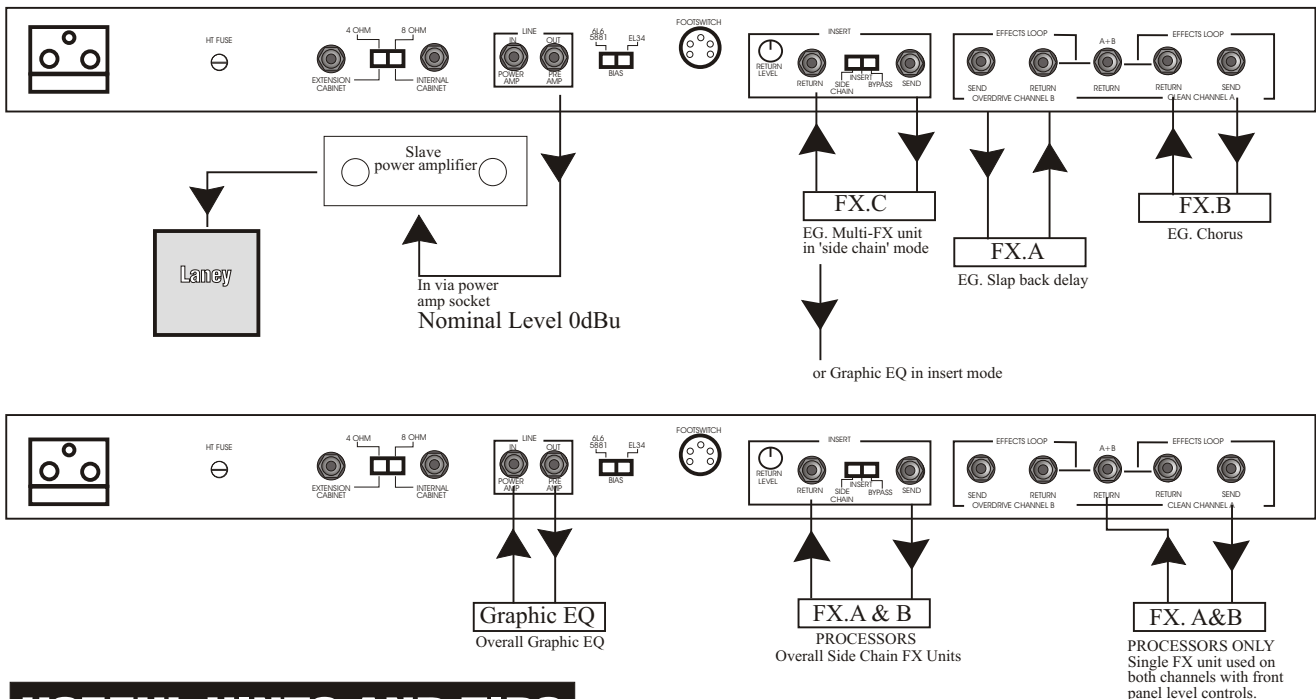 FOOTSWITCH
4 OHM 8 OHM LINE 6L6 INSERT EFFECTS LOOP A+B EFFECTS LOOP
HT FUSE IN OUT 5881 EL34
BIAS
EXTENSION CABINET INTERNAL CABINET POWER AMP PRE AMP
RETURN LEVEL RETURN SIDE CHAIN INSERT BYPASS SEND
SEND RETURN RETURN RETURN SEND
OVERDRIVE CHANNEL B CLEAN CHANNEL A
Slave
power amplifier
Laney
In via power
amp socket
Nominal Level 0dBu
FX.C
EG. Multi-FX unit
in 'side chain' mode
or Graphic EQ in insert mode
FX.A
EG. Slap back delay
FX.B
EG. Chorus
FOOTSWITCH
4 OHM 8 OHM LINE 6L6 INSERT EFFECTS LOOP A+B EFFECTS LOOP
HT FUSE IN OUT 5881 EL34
BIAS
EXTENSION CABINET INTERNAL CABINET POWER AMP PRE AMP
RETURN LEVEL RETURN SIDE CHAIN INSERT BYPASS SEND
SEND RETURN RETURN RETURN SEND
OVERDRIVE CHANNEL B CLEAN CHANNEL A
Graphic EQ
Overall Graphic EQ
FX.A & B
PROCESSORS
Overall Side Chain FX Units
FX. A&B
PROCESSORS ONLY
Single FX unit used on
both channels with front
panel level controls.
USEFUL HINTS AND TIPS